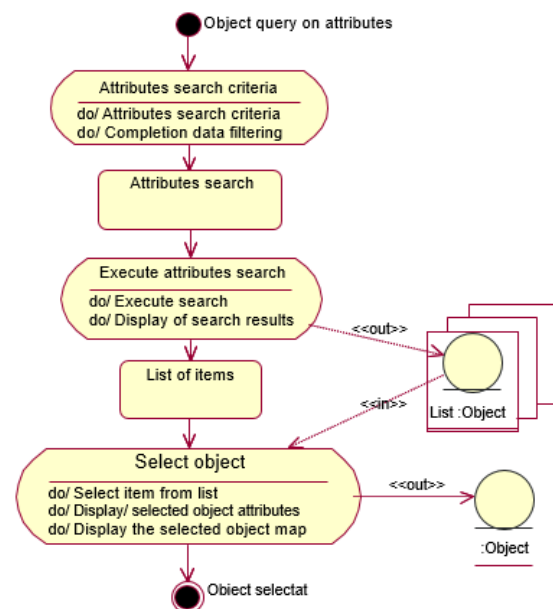 Object query on attributes
Attributes search criteria
do/ Attributes search criteria
do/ Completion data filtering
Attributes search
Execute attributes search
do/ Execute search
do/ Display of search results
<<out>>
List :Object
List of items
<<in>>
Select object
do/ Select item from list
do/ Display/ selected object attributes
do/ Display the selected object map
<<out>>
:Object
Object selectat